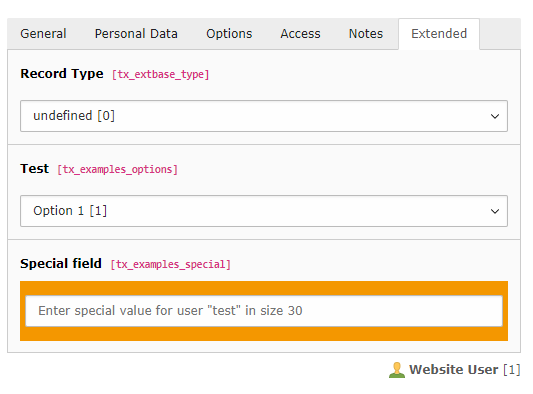 General Personal Data Options Access Notes Extended
Record Type [tx_extbase_type]
undefined [0]
Test [tx_examples_options]
Option 1 [1]
Special field [tx_examples_special]
Enter special value for user "test" in size 30
Website User [1]